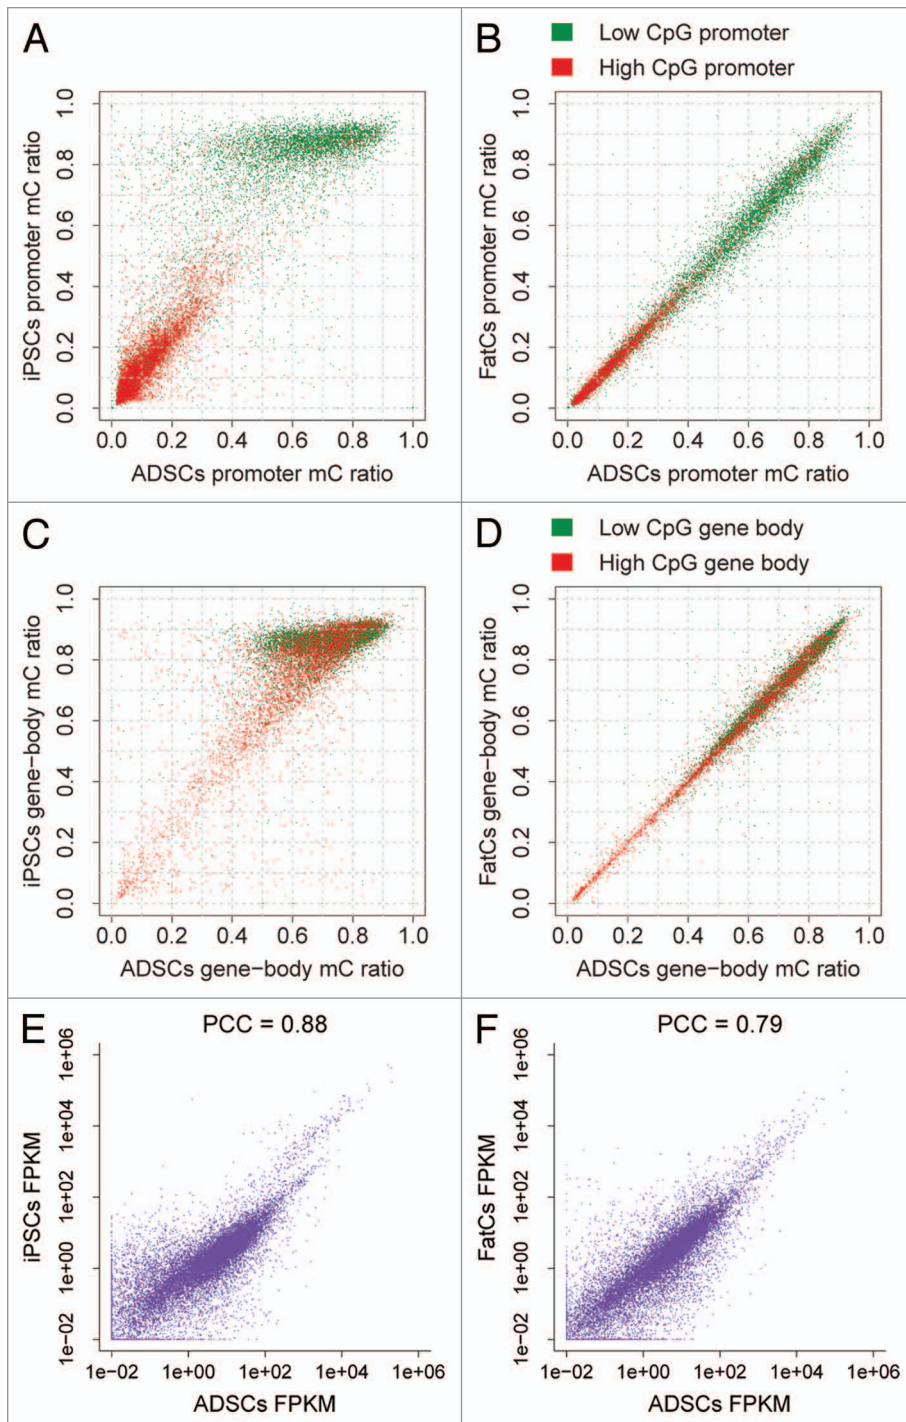 A
iPSCs promoter mC ratio
1.0
0.8
0.6
0.4
0.2
0.0
0.0 0.2 0.4 0.6 0.8 1.0
ADSCs promoter mC ratio
B
Low CpG promoter
High CpG promoter
FatCs promoter mC ratio
1.0
0.8
0.6
0.4
0.2
0.0
0.0 0.2 0.4 0.6 0.8 1.0
ADSCs promoter mC ratio
C
iPSCs gene-body mC ratio
1.0
0.8
0.6
0.4
0.2
0.0
0.0 0.2 0.4 0.6 0.8 1.0
ADSCs gene-body mC ratio
D
Low CpG gene body
High CpG gene body
FatCs gene-body mC ratio
1.0
0.8
0.6
0.4
0.2
0.0
0.0 0.2 0.4 0.6 0.8 1.0
ADSCs gene-body mC ratio
E
PCC = 0.88
iPSCs FPKM
1e+06
1e+04
1e+02
1e+00
1e-02
1e-02 1e+00 1e+02 1e+04 1e+06
ADSCs FPKM
F
PCC = 0.79
FatCs FPKM
1e+06
1e+04
1e+02
1e+00
1e-02
1e-02 1e+00 1e+02 1e+04 1e+06
ADSCs FPKM